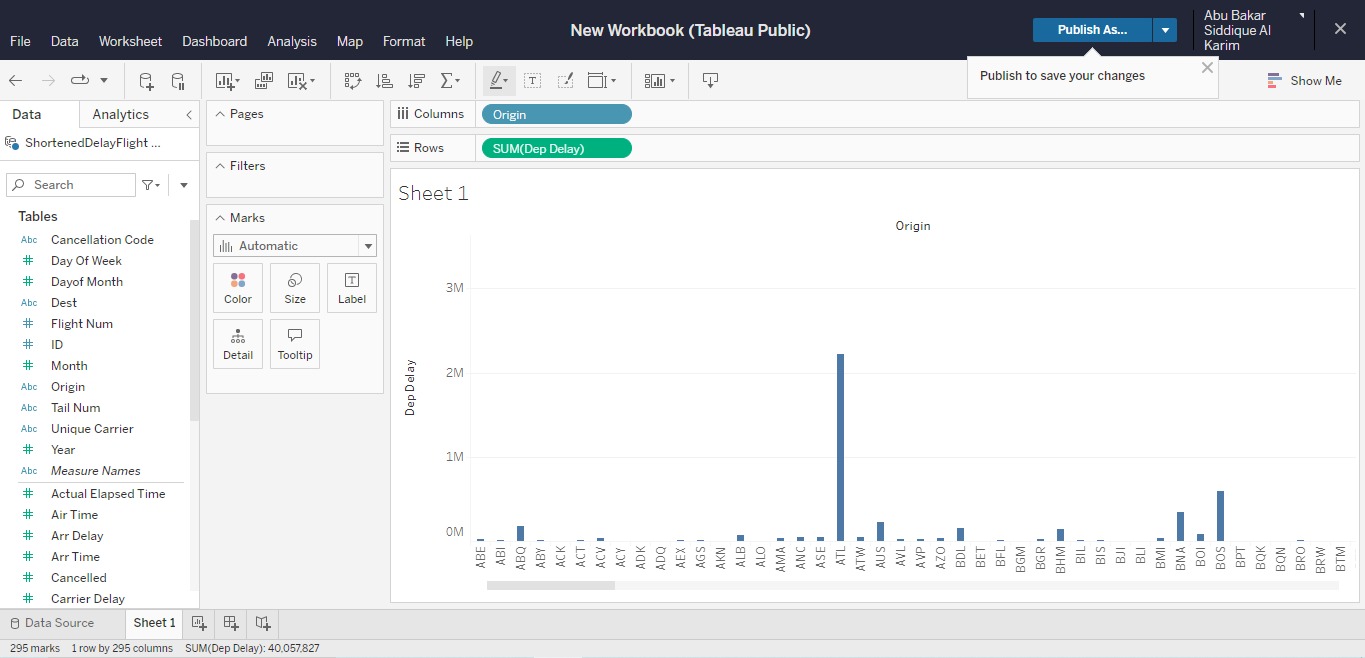 New Workbook (Tableau Public)
Publish As...
Abu Bakar
Siddique Al
Karim
File Data Worksheet Dashboard Analysis Map Format Help
Publish to save your changes
Show Me
Data Analytics
Pages
Columns Origin
ShortenedDelayFlight ...
Rows SUM(Dep Delay)
Filters
Search
Sheet 1
Tables
Marks
Origin
Abc Cancellation Code
Automatic
# Day Of Week
# Dayof Month
Abc Dest
Color Size Label
# Flight Num
# ID
Detail Tooltip
# Month
Abc Origin
Abc Tail Num
Abc Unique Carrier
# Year
Abc Measure Names
# Actual Elapsed Time
# Air Time
# Arr Delay
# Arr Time
Abc Cancelled
# Carrier Delay
Dep Delay
3M
2M
1M
0M
ABE ABI ABQ ABY ACK ACT ACV ACY ADK ADQ AEX AGS AKN ALB ALO AMA ANC ASE ATL ATW AUS AVL AVP AZO BDL BET BFL BGM BGR BHM BIL BIS BJI BLI BMI BNA BOI BOS BPT BQK BQN BRO BRW BTM
Data Source Sheet 1
295 marks 1 row by 295 columns SUM(Dep Delay): 40,057,827